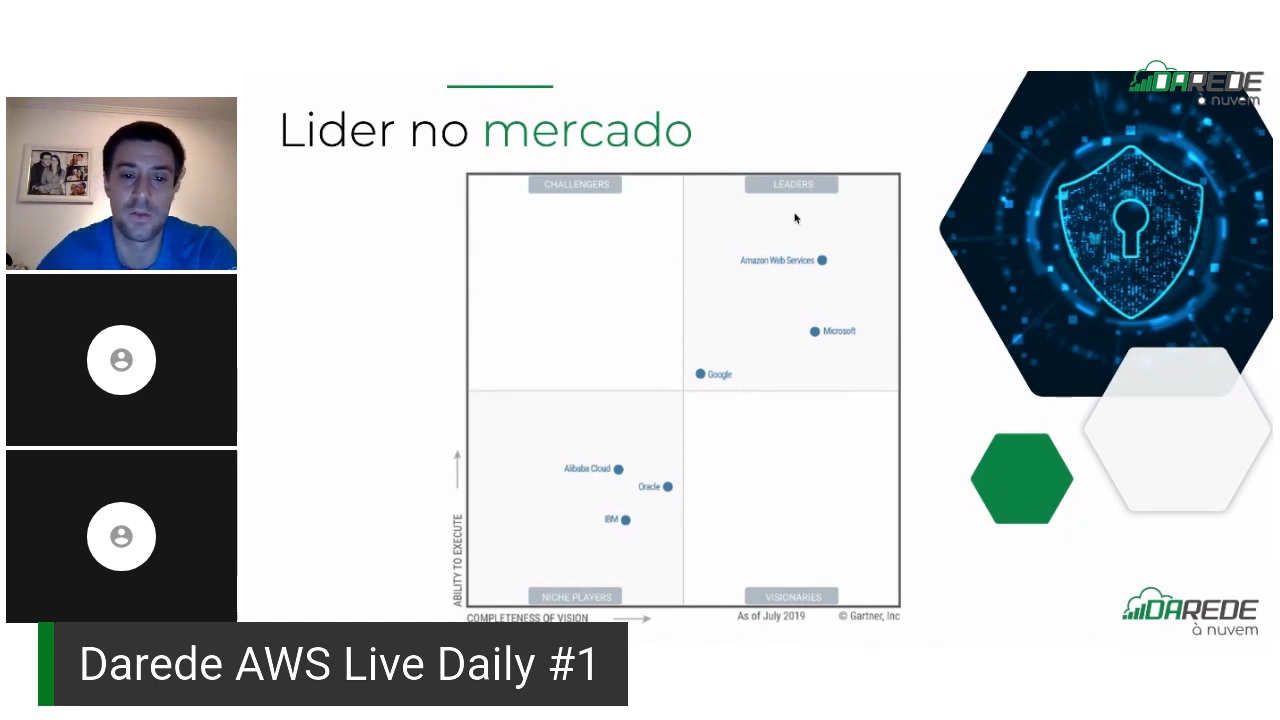 DAREDE
à nuvem
Lider no mercado
CHALLENGERS
LEADERS
Amazon Web Services
Microsoft
Google
Alibaba Cloud
Oracle
IBM
ABILITY TO EXECUTE
NICHE PLAYERS
VISIONARIES
COMPLETENESS OF VISION
As of July 2019
© Gartner, Inc
DAREDE
à nuvem
Darede AWS Live Daily #1